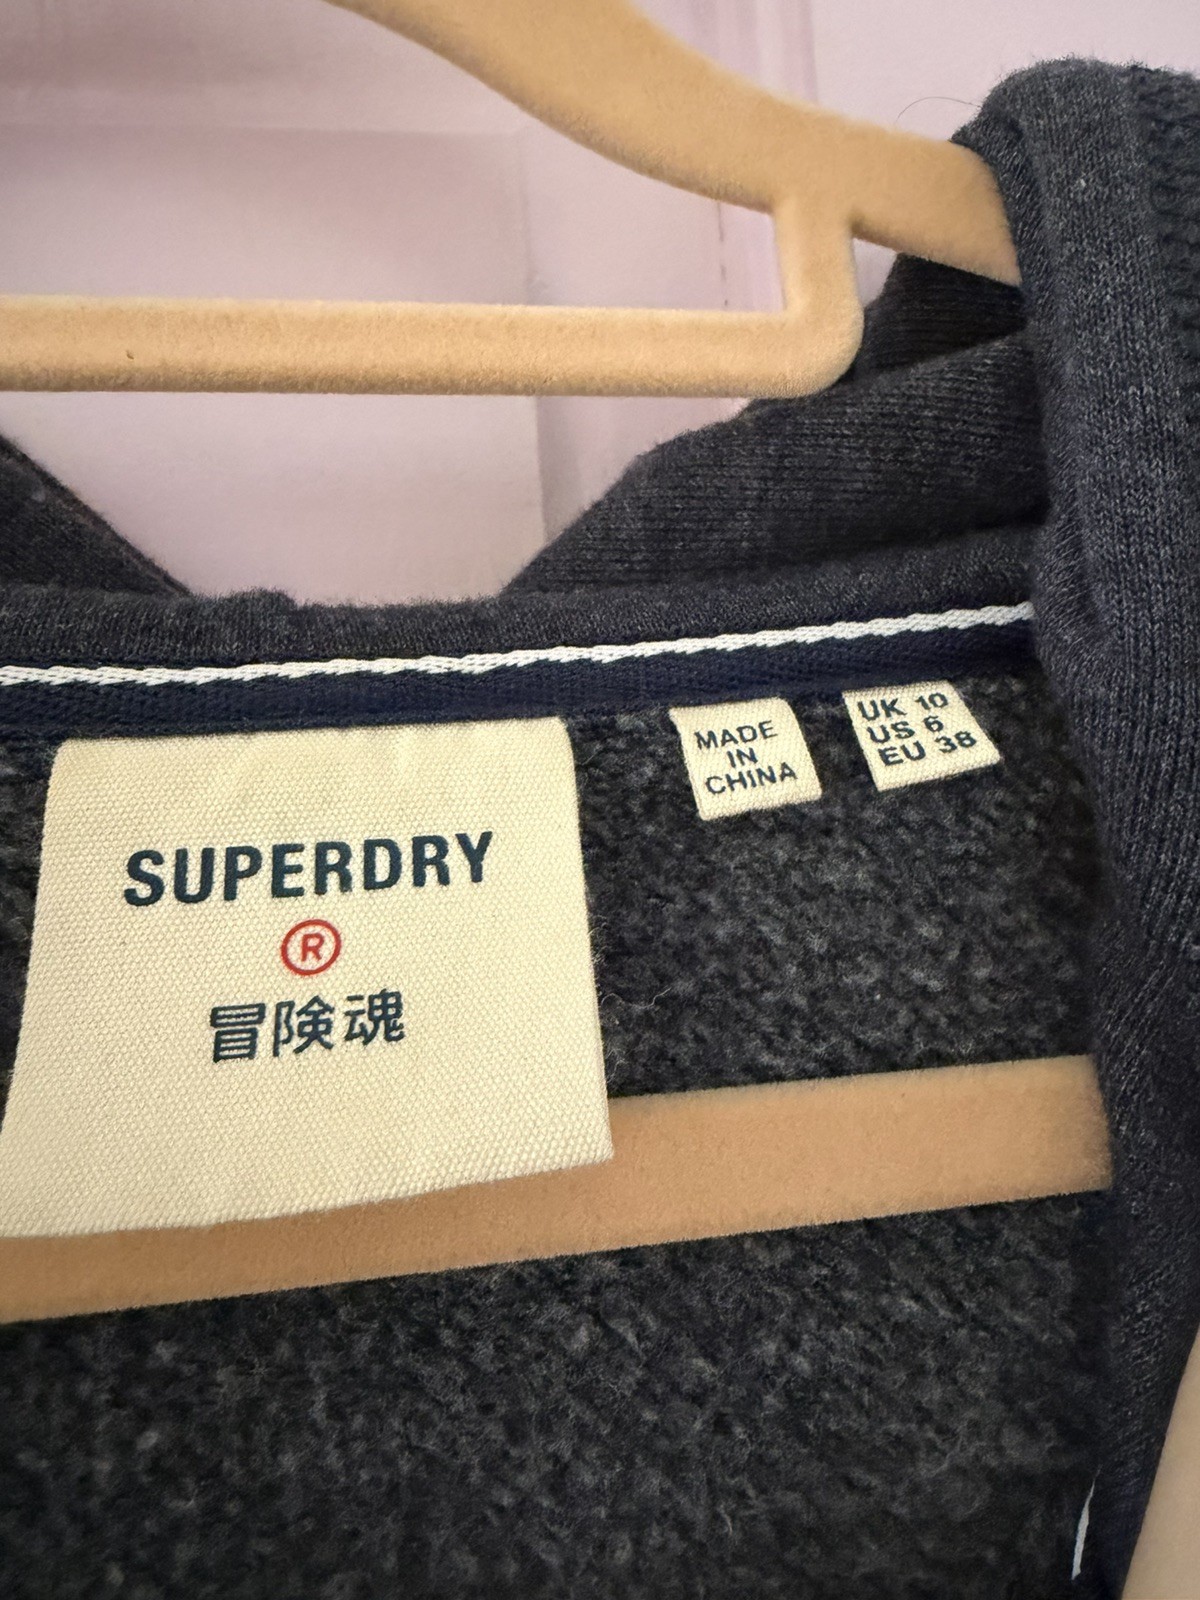 SUPERDRY
®
冒険魂
MADE
IN
CHINA
UK 10
US 6
EU 38